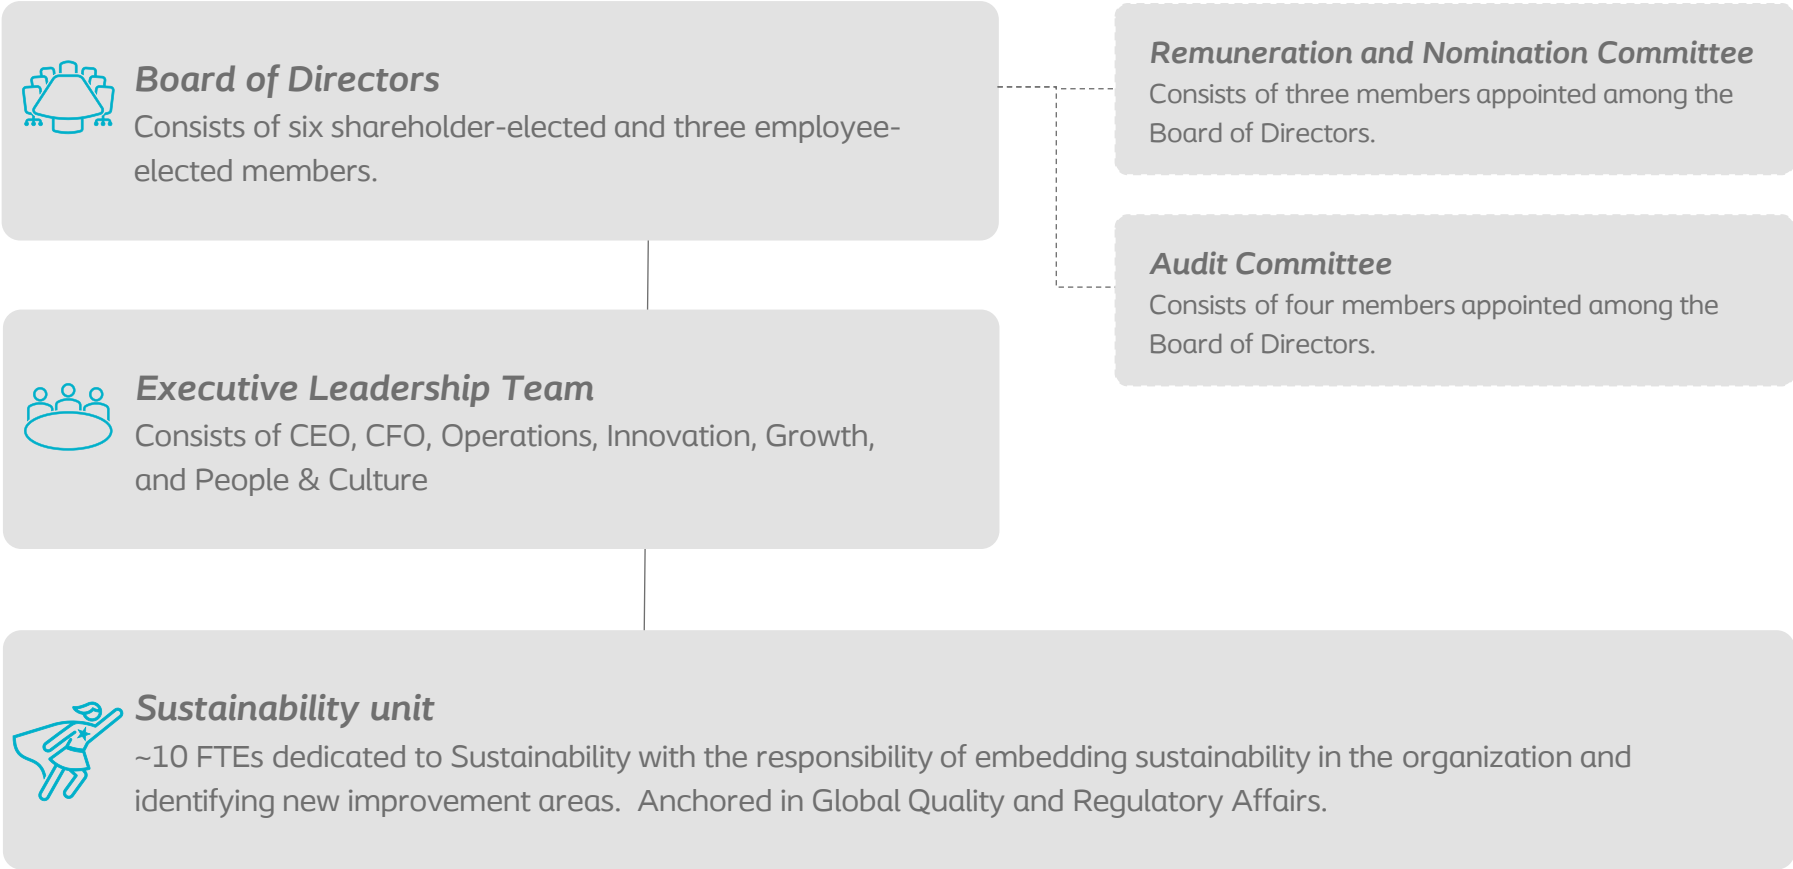 Board of Directors
Consists of six shareholder-elected and three employee-
elected members.
Remuneration and Nomination Committee
Consists of three members appointed among the
Board of Directors.
Audit Committee
Consists of four members appointed among the
Board of Directors.
Executive Leadership Team
Consists of CEO, CFO, Operations, Innovation, Growth,
and People & Culture
Sustainability unit
~10 FTEs dedicated to Sustainability with the responsibility of embedding sustainability in the organization and
identifying new improvement areas.  Anchored in Global Quality and Regulatory Affairs.